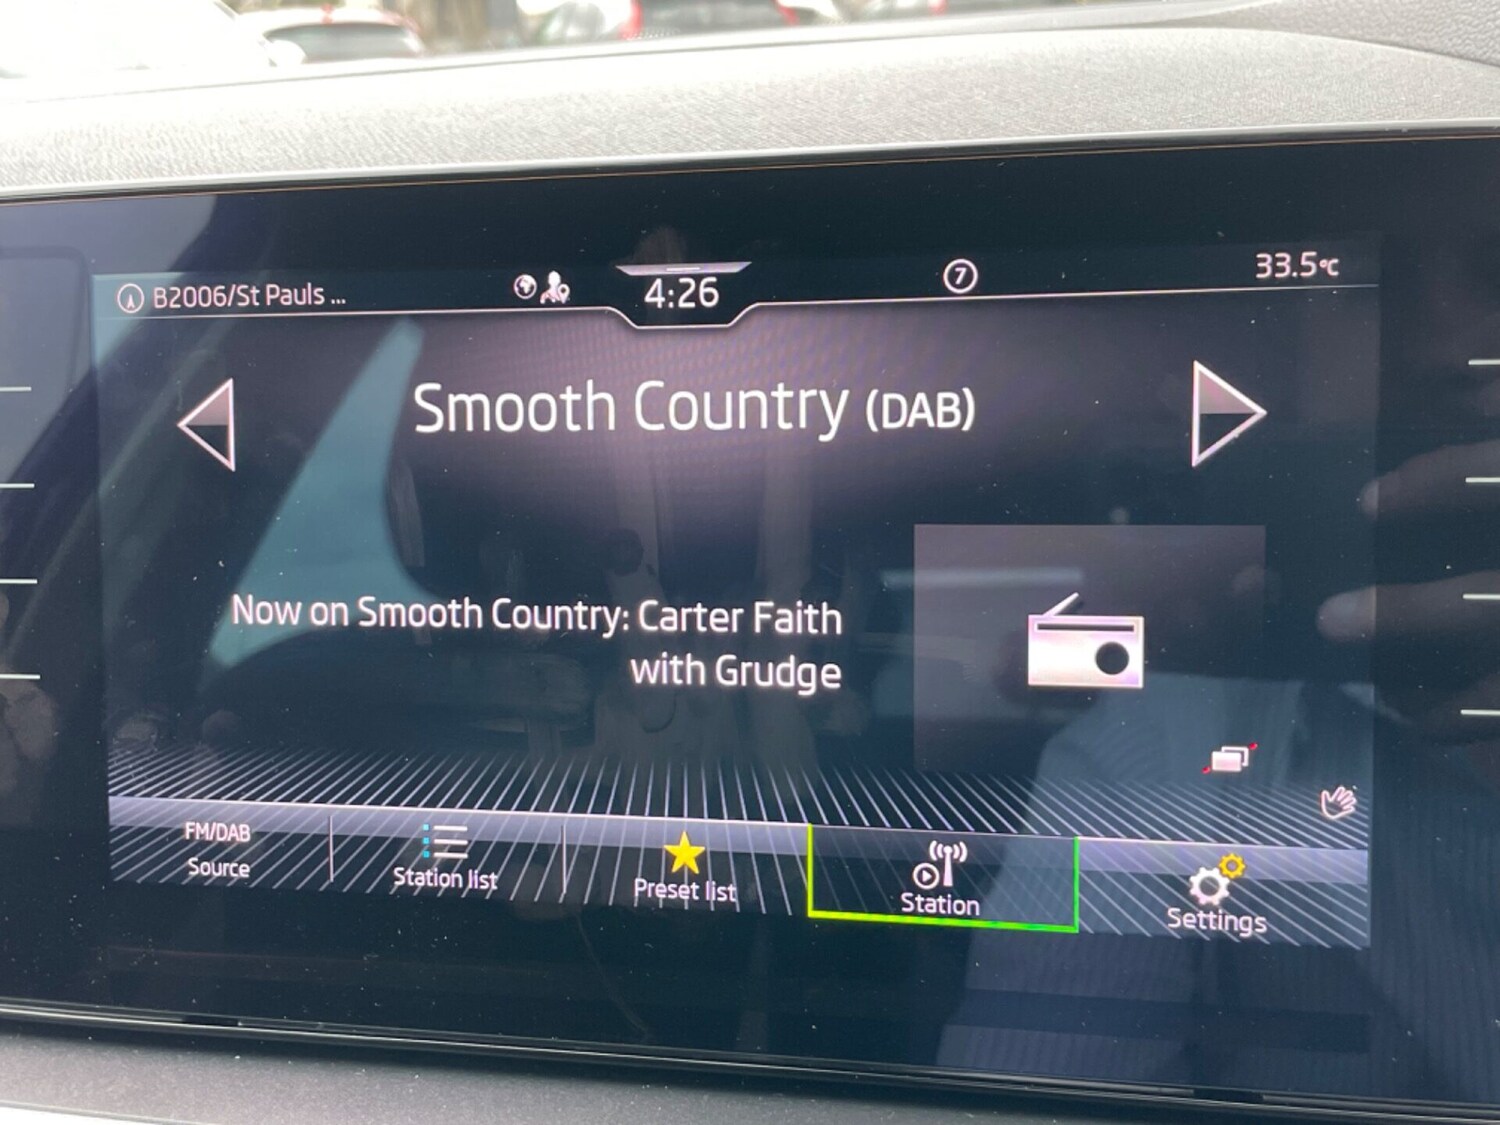 B2006/St Pauls ...
4:26
7
33.5°C
Smooth Country (DAB)
Now on Smooth Country: Carter Faith
with Grudge
FM/DAB
Source
Station list
Preset list
Station
Settings